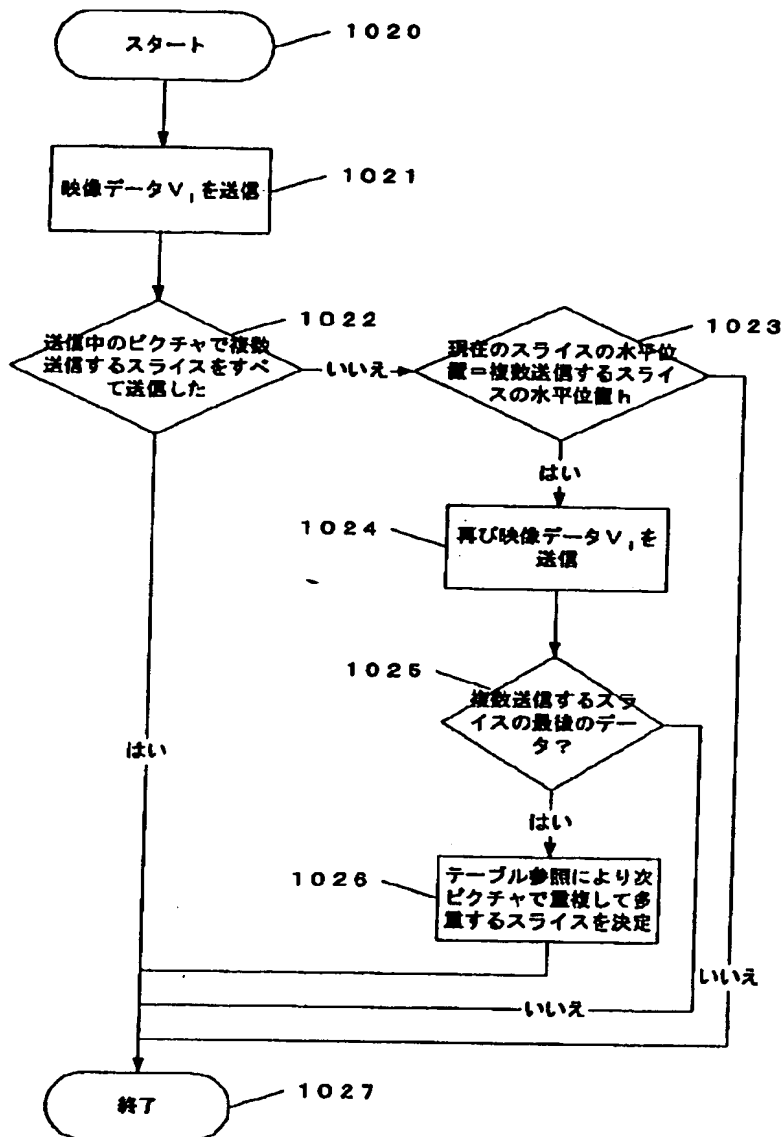 スタート
1020
映像データViを送信
1021
送信中のピクチャで複数
送信するスライスをすべ
て送信した
1022
いいえ
現在のスライスの水平位
置=複数送信するスライ
スの水平位置h
1023
はい
再び映像データViを
送信
1024
複数送信するスラ
イスの最後のデー
タ?
1025
はい
はい
テーブル参照により次
ピクチャで重複して多
重するスライスを決定
1026
いいえ
いいえ
終了
1027